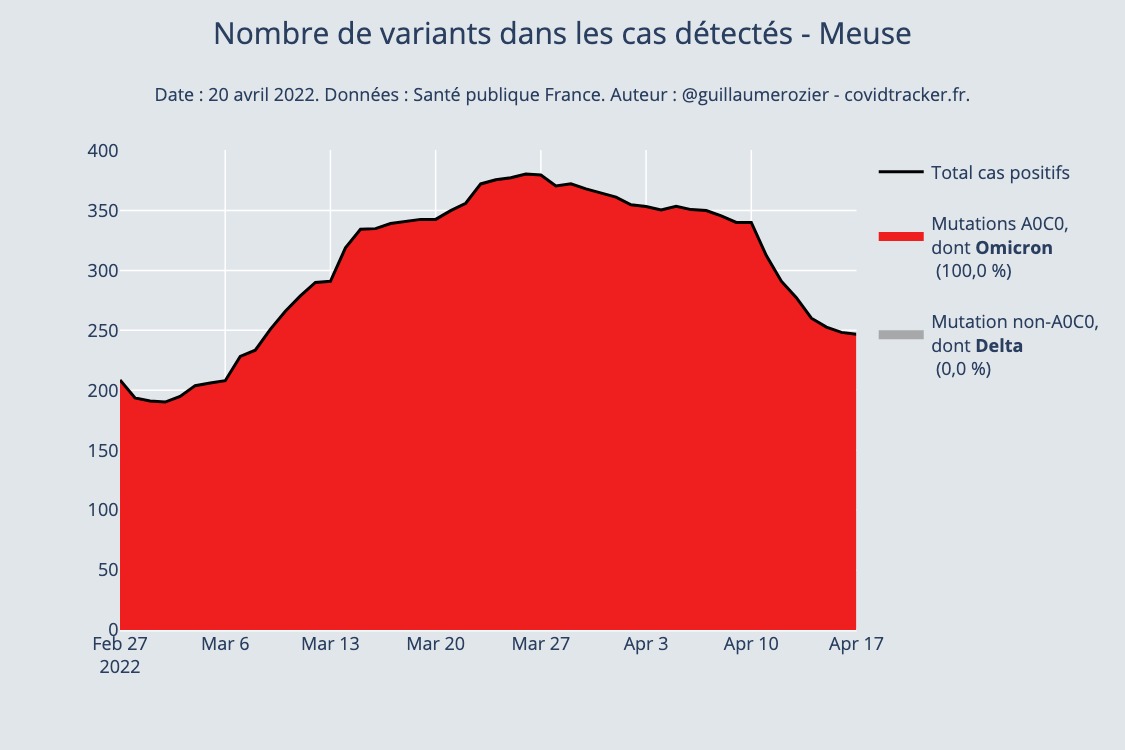 Nombre de variants dans les cas détectés - Meuse
Date : 20 avril 2022. Données : Santé publique France. Auteur : @guillaumerozier - covidtracker.fr.
400
350
300
250
200
150
100
50
0
Feb 27
2022
Mar 6
Mar 13
Mar 20
Mar 27
Apr 3
Apr 10
Apr 17
Total cas positifs
Mutations A0C0,
dont Omicron
(100,0 %)
Mutation non-A0C0,
dont Delta
(0,0 %)